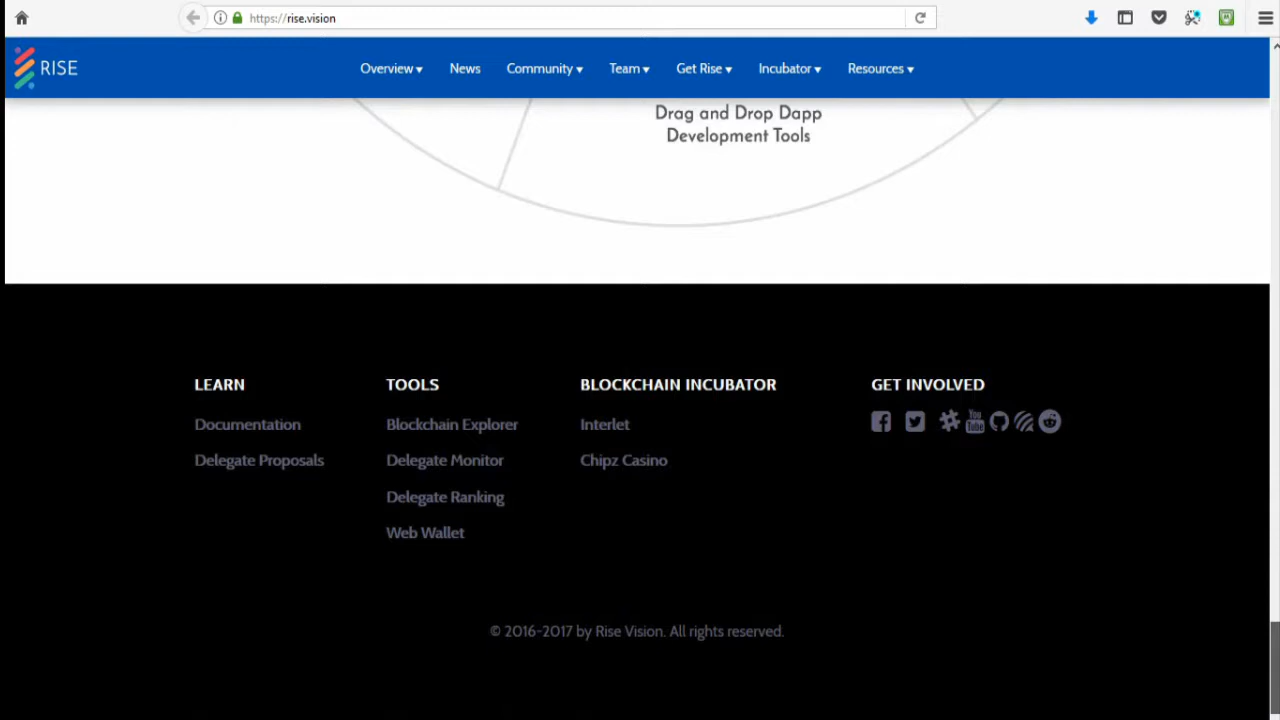 https://rise.vision
RISE
Overview
News
Community
Team
Get Rise
Incubator
Resources
Drag and Drop Dapp
Development Tools
LEARN
Documentation
Delegate Proposals
TOOLS
Blockchain Explorer
Delegate Monitor
Delegate Ranking
Web Wallet
BLOCKCHAIN INCUBATOR
Interlet
Chipz Casino
GET INVOLVED
You
Tube
© 2016-2017 by Rise Vision. All rights reserved.